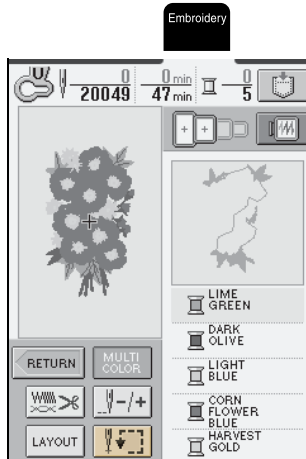 Embroidery
U
0 0 min 0
20049 47 min 5
LIME
GREEN
DARK
OLIVE
LIGHT
BLUE
CORN
FLOWER
BLUE
HARVEST
GOLD
RETURN
MULTI
COLOR
-/+
LAYOUT